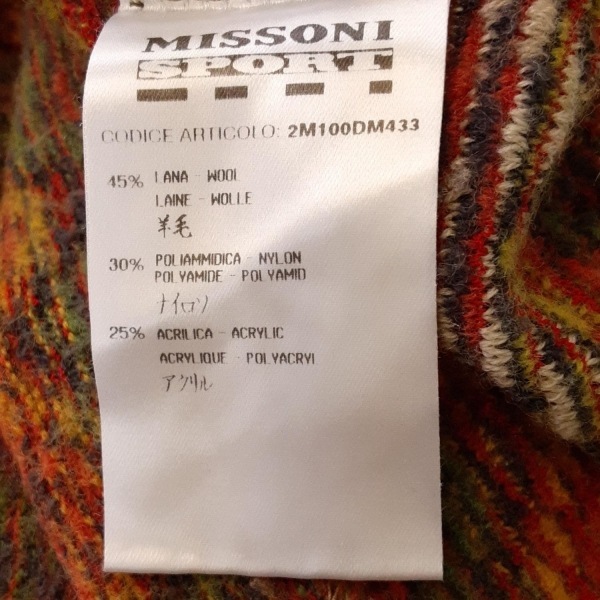 MISSONI
SPORT
CODICE ARTICOLO: 2M100DM433
45% LANA - WOOL
LAINE - WOLLE
羊毛
30% POLIAMMIDICA - NYLON
POLYAMIDE - POLYAMID
ナイロン
25% ACRILICA - ACRYLIC
ACRYLIQUE - POLYACRYl
アクリル